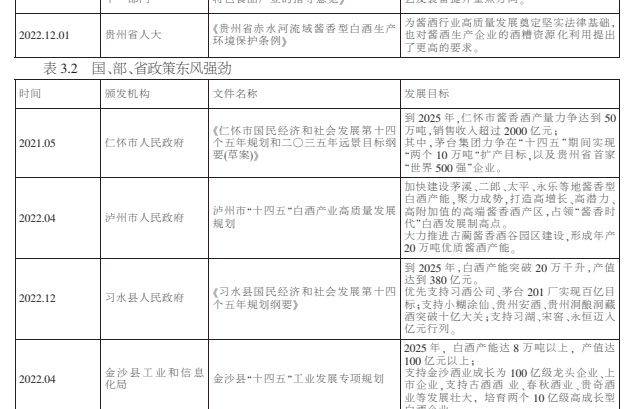 2022.12.01 贵州省人大 《贵州省赤水河流域酱香型白酒生产环境保护条例》 为酱酒行业高质量发展奠定坚实法律基础，
也对酱酒生产企业的酒糟资源化利用提出
了更高的要求。
表 3.2 国、部、省政策东风强劲
时间 颁发机构 文件名称 发展目标
2021.05
仁怀市人民政府
《仁怀市国民经济和社会发展第十四
个五年规划和二〇三五年远景目标纲
要(草案)》
到 2025 年，仁怀市酱香酒产量力争达到 50
万吨，销售收入超过 2000 亿元；
其中，茅台集团力争在“十四五”期间实现
“两个 10 万吨”扩产目标，以及贵州省首家
“世界 500 强”企业。
2022.04
泸州市人民政府
泸州市“十四五”白酒产业高质量发展
规划
加快建设茅溪、二郎、太平、永乐等地酱香型
白酒产能，聚力成势，打造高增长、高潜力、
高附加值的高端酱香酒产区，占领“酱香时
代”白酒发展制高点。
大力推进古蔺酱香酒谷园区建设，形成年产
20 万吨优质酱酒产能。
2022.12
习水县人民政府
《习水县国民经济和社会发展第十四
个五年规划纲要》
到 2025 年，白酒产能突破 20 万千升，产值
达到 380 亿元。
优先支持习酒公司、茅台 201 厂实现百亿目
标；支持小糊涂仙、贵州安酒、贵州洞酿洞藏
酒突破十亿大关；支持习湖、宋窖、永恒迈入
亿元行列。
2022.04
金沙县工业和信息
化局
金沙县“十四五”工业发展专项规划
2025 年，白酒产能达 8 万吨以上，产值达
100 亿元以上；
支持金沙酒业成长为 100 亿级龙头企业、上
市企业，支持古酒酒 业、春秋酒业、贵奇酒
业等发展壮大，培育两个 10 亿级高成长型